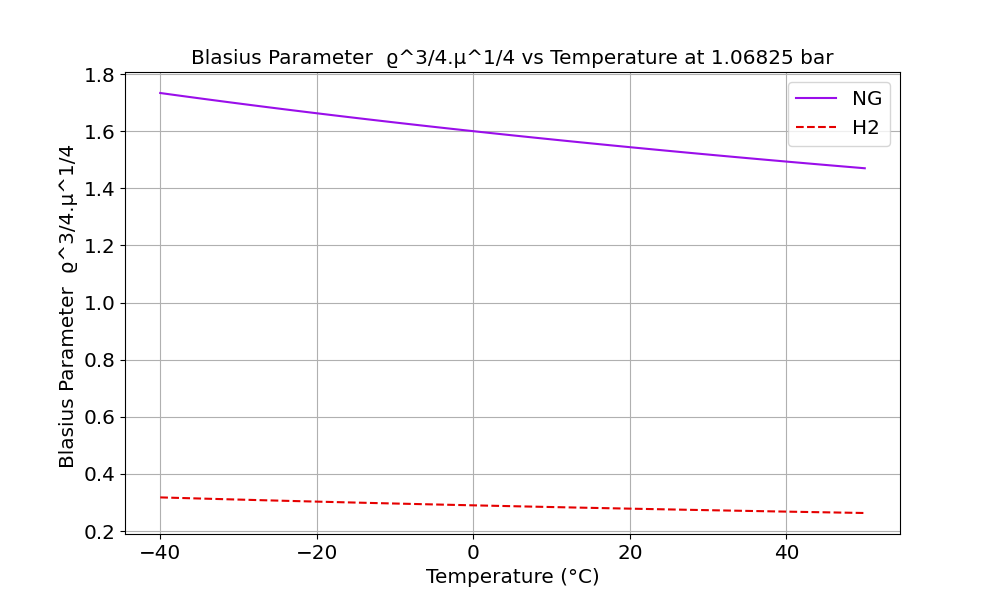 Blasius Parameter  ϱ^3/4.μ^1/4 vs Temperature at 1.06825 bar
NG
H2
Blasius Parameter  ϱ^3/4.μ^1/4
1.8
1.6
1.4
1.2
1.0
0.8
0.6
0.4
0.2
−40 −20 0 20 40
Temperature (°C)